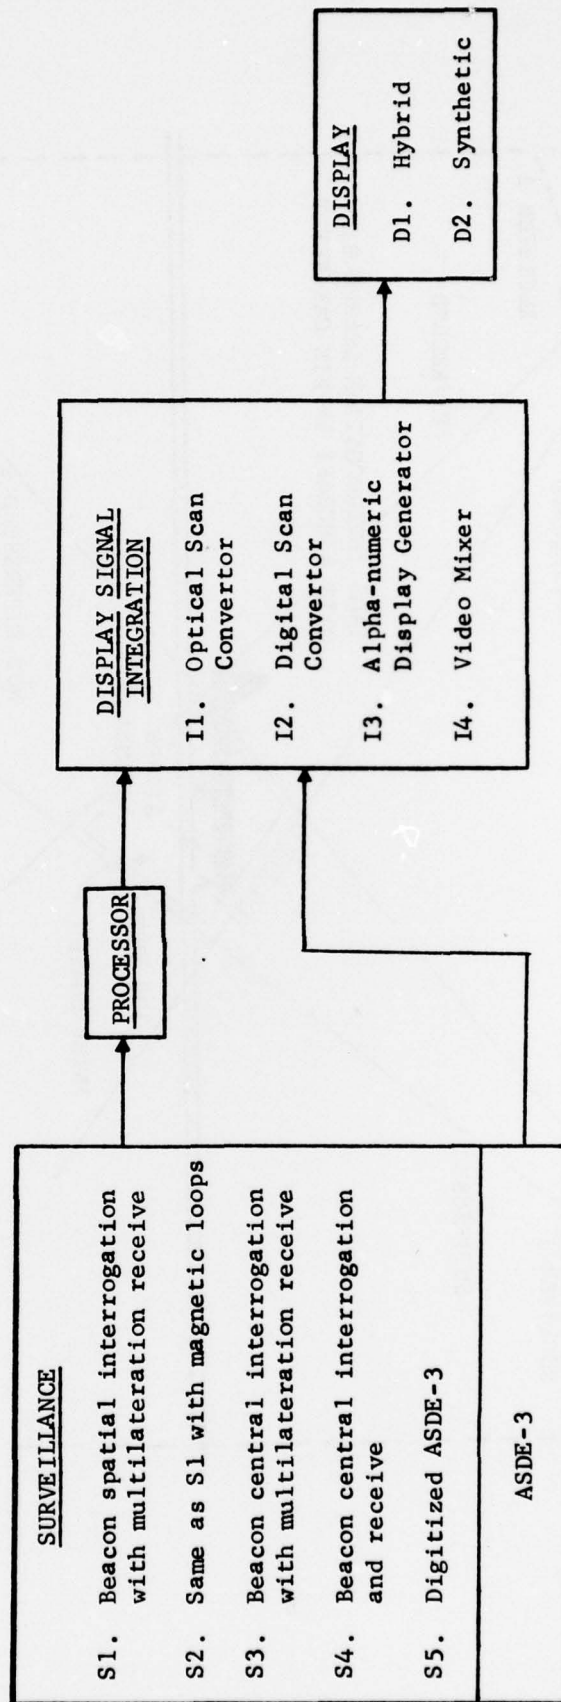 SURVEILLANCE
S1. Beacon spatial interrogation
with multilateration receive
S2. Same as S1 with magnetic loops
S3. Beacon central interrogation
with multilateration receive
S4. Beacon central interrogation
and receive
S5. Digitized ASDE-3
ASDE-3
PROCESSOR
DISPLAY SIGNAL
INTEGRATION
I1. Optical Scan
Convertor
I2. Digital Scan
Convertor
I3. Alpha-numeric
Display Generator
I4. Video Mixer
DISPLAY
D1. Hybrid
D2. Synthetic